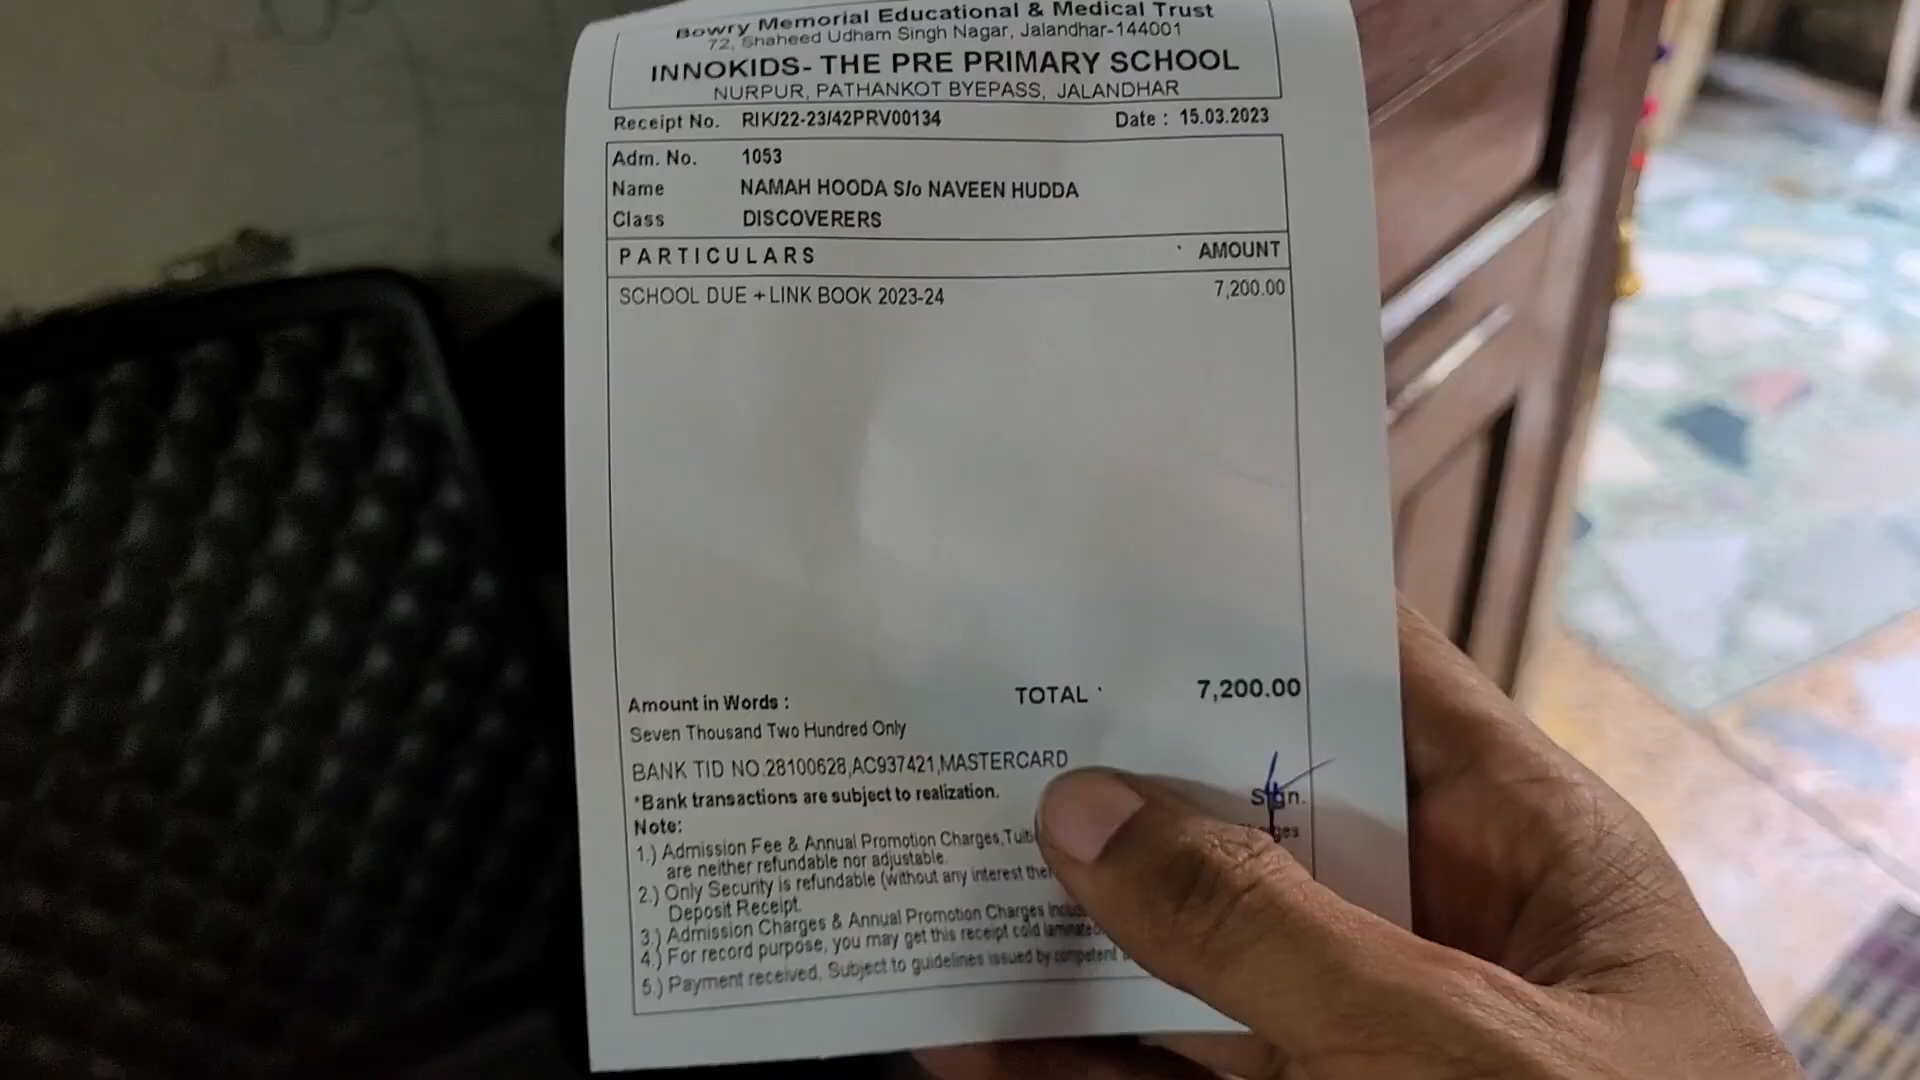 Bowry Memorial Educational & Medical Trust
72, Shaheed Udham Singh Nagar, Jalandhar-144001
INNOKIDS- THE PRE PRIMARY SCHOOL
NURPUR, PATHANKOT BYEPASS, JALANDHAR
Receipt No. RIK/22-23/42PRV00134 Date : 15.03.2023
Adm. No. 1053
Name NAMAH HOODA S/o NAVEEN HUDDA
Class DISCOVERERS
PARTICULARS AMOUNT
SCHOOL DUE + LINK BOOK 2023-24 7,200.00
Amount in Words : TOTAL 7,200.00
Seven Thousand Two Hundred Only
BANK TID NO.28100628,AC937421,MASTERCARD
*Bank transactions are subject to realization. Sign.
Note:
1.) Admission Fee & Annual Promotion Charges,
are neither refundable nor adjustable.
2.) Only Security is refundable (without any interest
Deposit Receipt.
3.) Admission Charges & Annual Promotion Charges
4.) For record purpose, you may get this receipt cold
5.) Payment received, Subject to guidelines issued by competent